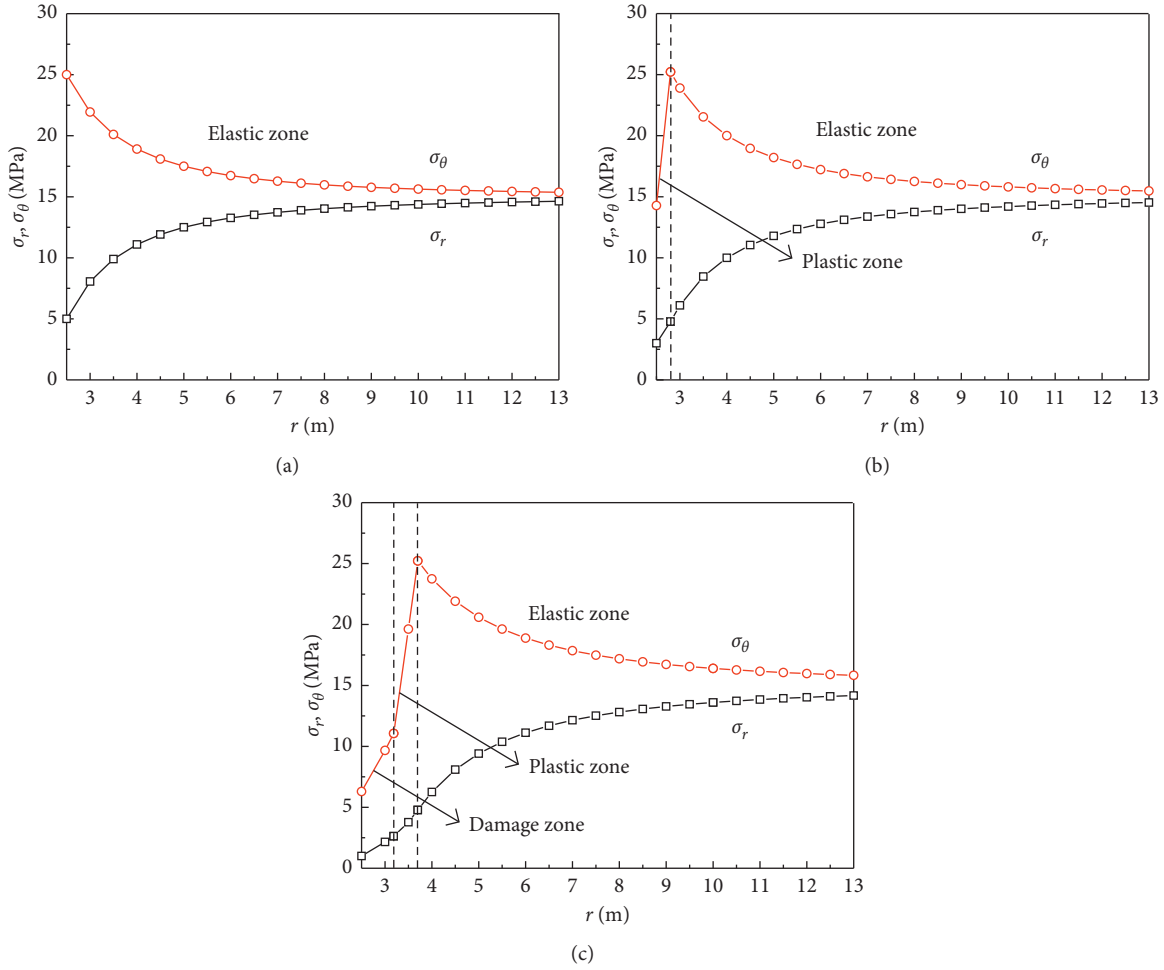 30
25
20
15
10
5
0
σr, σθ (MPa)
Elastic zone
σθ
σr
3 4 5 6 7 8 9 10 11 12 13
r (m)
(a)
30
25
20
15
10
5
0
σr, σθ (MPa)
Elastic zone
σθ
σr
Plastic zone
3 4 5 6 7 8 9 10 11 12 13
r (m)
(b)
30
25
20
15
10
5
0
σr, σθ (MPa)
Elastic zone
σθ
σr
Plastic zone
Damage zone
3 4 5 6 7 8 9 10 11 12 13
r (m)
(c)